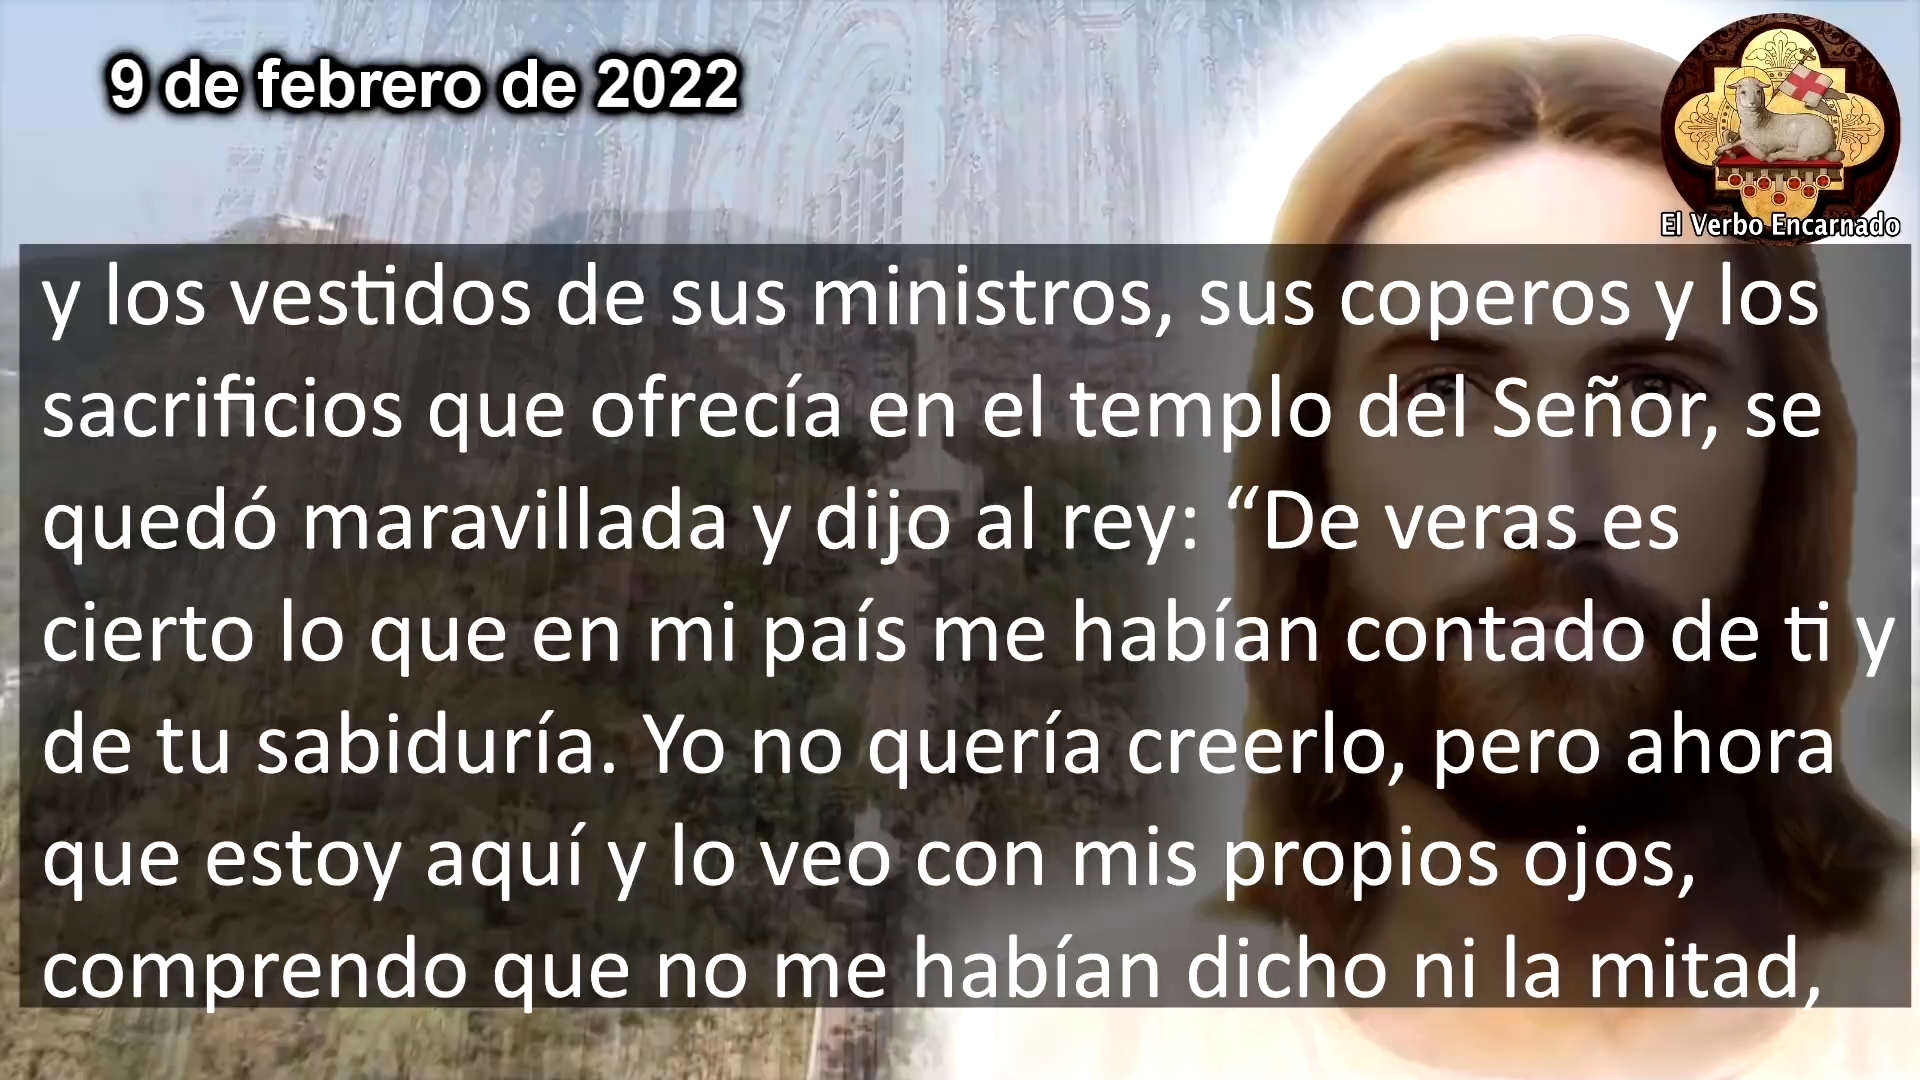 9 de febrero de 2022
El Verbo Encarnado
y los vestidos de sus ministros, sus coperos y los
sacrificios que ofrecía en el templo del Señor, se
quedó maravillada y dijo al rey: “De veras es
cierto lo que en mi país me habían contado de ti y
de tu sabiduría. Yo no quería creerlo, pero ahora
que estoy aquí y lo veo con mis propios ojos,
comprendo que no me habían dicho ni la mitad,